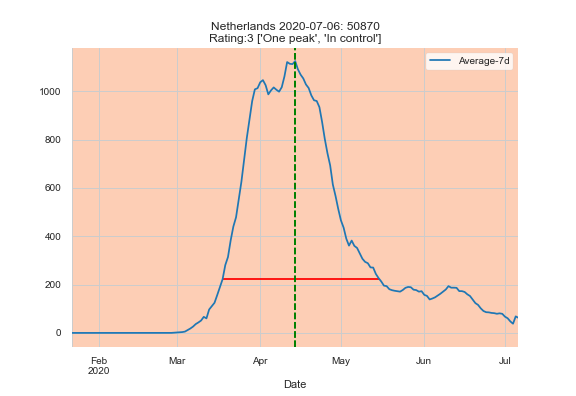 Netherlands 2020-07-06: 50870
Rating:3 ['One peak', 'In control']
Average-7d
1000
800
600
400
200
0
Feb
2020
Mar
Apr
May
Jun
Jul
Date